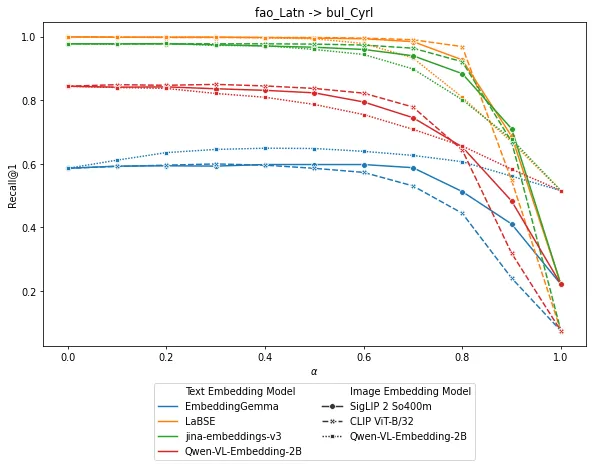 fao_Latn -> bul_Cyrl
Recall@1
1.0
0.8
0.6
0.4
0.2
0.0 0.2 0.4 0.6 0.8 1.0
α
Text Embedding Model Image Embedding Model
EmbeddingGemma SigLIP 2 So400m
LaBSE CLIP ViT-B/32
jina-embeddings-v3 Qwen-VL-Embedding-2B
Qwen-VL-Embedding-2B